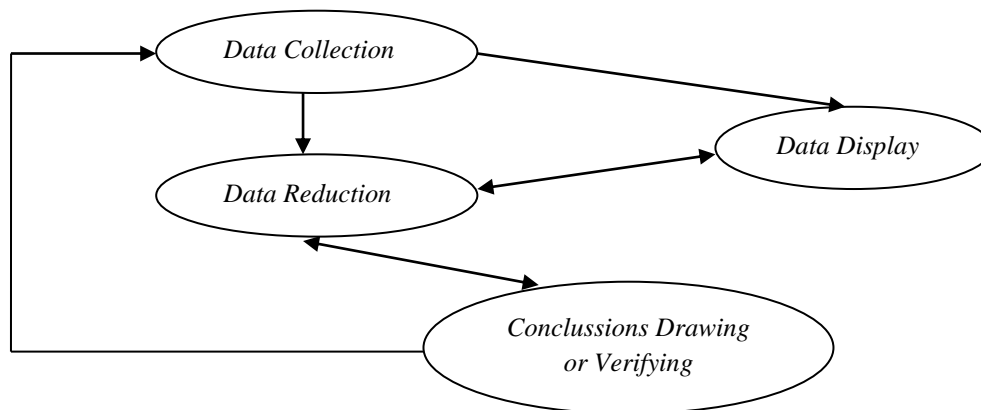 Data Collection
Data Display
Data Reduction
Conclussions Drawing
or Verifying